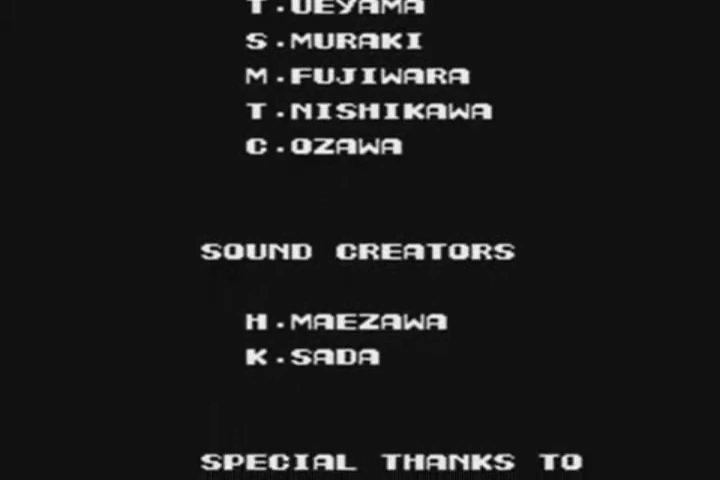 T.UEYAMA
S.MURAKI
M.FUJIWARA
T.NISHIKAWA
C.OZAWA
SOUND CREATORS
H.MAEZAWA
K.SADA
SPECIAL THANKS TO